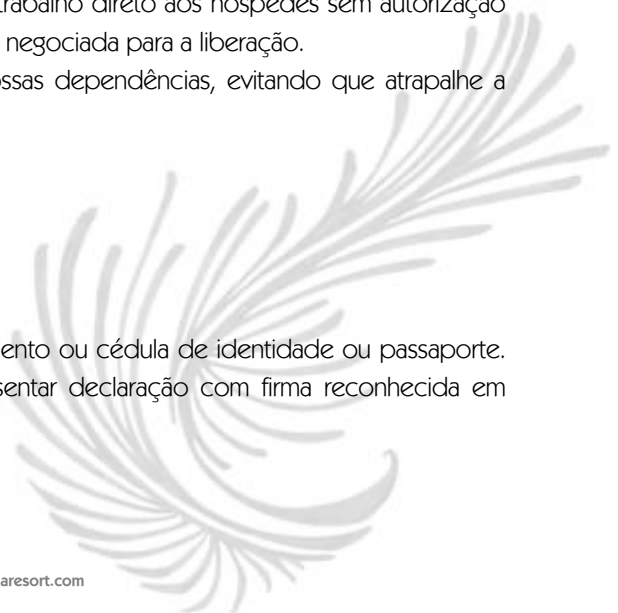 trabalho direto aos hóspedes sem autorização
negociada para a liberação.
ossas dependências, evitando que atrapalhe a
ento ou cédula de identidade ou passaporte.
sentar declaração com firma reconhecida em
aresort.com